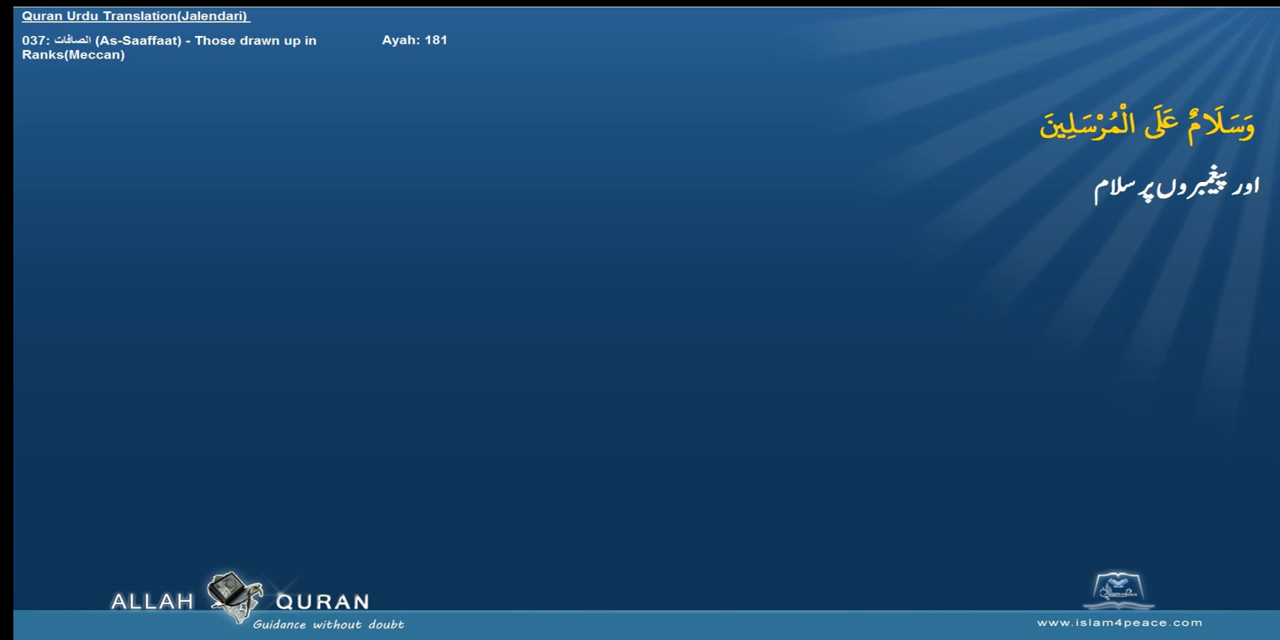 Quran Urdu Translation(Jalendari)
037: الصافات (As-Saaffaat) - Those drawn up in
Ranks(Meccan)
Ayah: 181
وَسَلَامٌ عَلَى الْمُرْسَلِينَ
اور پیغمبروں پر سلام
ALLAH QURAN
Guidance without doubt
www.islam4peace.com